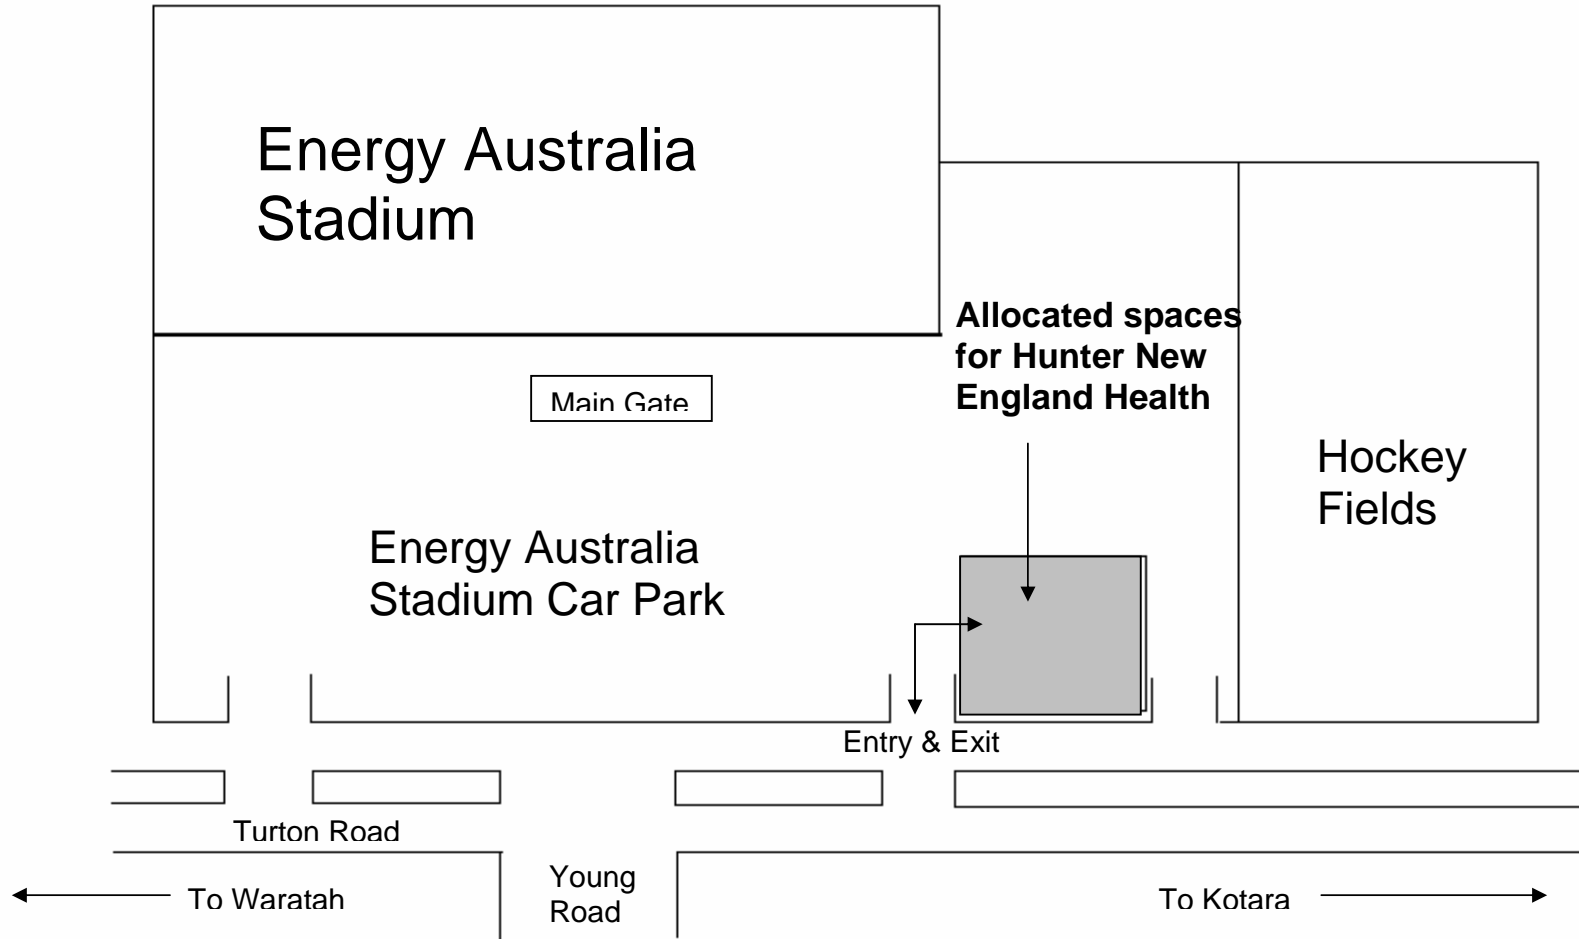 Energy Australia
Stadium
Allocated spaces
for Hunter New
England Health
Main Gate
Hockey
Fields
Energy Australia
Stadium Car Park
Entry & Exit
Turton Road
Young
Road
To Waratah
To Kotara